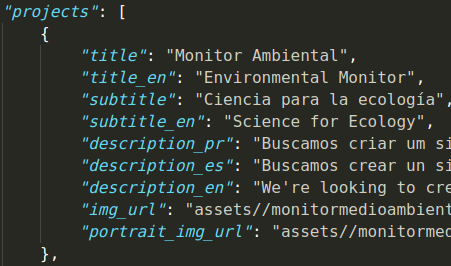 "projects": [
{
"title": "Monitor Ambiental",
"title_en": "Environmental Monitor",
"subtitle": "Ciencia para la ecología",
"subtitle_en": "Science for Ecology",
"description_pr": "Buscamos criar um si
"description_es": "Buscamos crear un si
"description_en": "We're looking to cre
"img_url": "assets//monitormedioambient
"portrait_img_url": "assets//monitormed
},